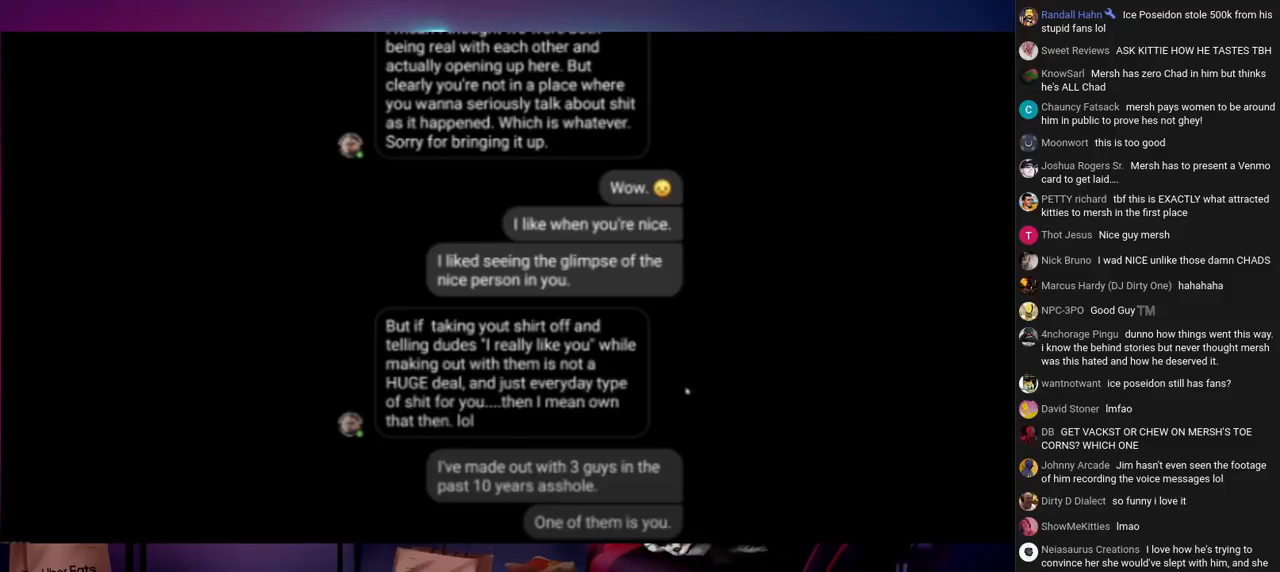 being real with each other and
actually opening up here. But
clearly you're not in a place where
you wanna seriously talk about shit
as it happened. Which is whatever.
Sorry for bringing it up.
Wow. 😒
I like when you're nice.
I liked seeing the glimpse of the
nice person in you.
But if taking yout shirt off and
telling dudes "I really like you" while
making out with them is not a
HUGE deal, and just everyday type
of shit for you....then I mean own
that then. lol
I've made out with 3 guys in the
past 10 years asshole.
One of them is you.
Uber Eats
Randall Hahn 🔧 Ice Poseidon stole 500k from his
stupid fans lol
Sweet Reviews ASK KITTIE HOW HE TASTES TBH
KnowSarl Mersh has zero Chad in him but thinks
he's ALL Chad
C
Chauncy Fatsack mersh pays women to be around
him in public to prove hes not ghey!
Moonwort this is too good
Joshua Rogers Sr. Mersh has to present a Venmo
card to get laid....
PETTY richard tbf this is EXACTLY what attracted
kitties to mersh in the first place
T
Thot Jesus Nice guy mersh
Nick Bruno I wad NICE unlike those damn CHADS
Marcus Hardy (DJ Dirty One) hahahaha
NPC-3PO Good Guy™️
4nchorage Pingu dunno how things went this way.
i know the behind stories but never thought mersh
was this hated and how he deserved it.
wantnotwant ice poseidon still has fans?
David Stoner lmfao
DB GET VACKST OR CHEW ON MERSH'S TOE
CORNS? WHICH ONE
Johnny Arcade Jim hasn't even seen the footage
of him recording the voice messages lol
Dirty D Dialect so funny i love it
ShowMeKitties lmao
Neiasaurus Creations I love how he's trying to
convince her she would've slept with him, and she